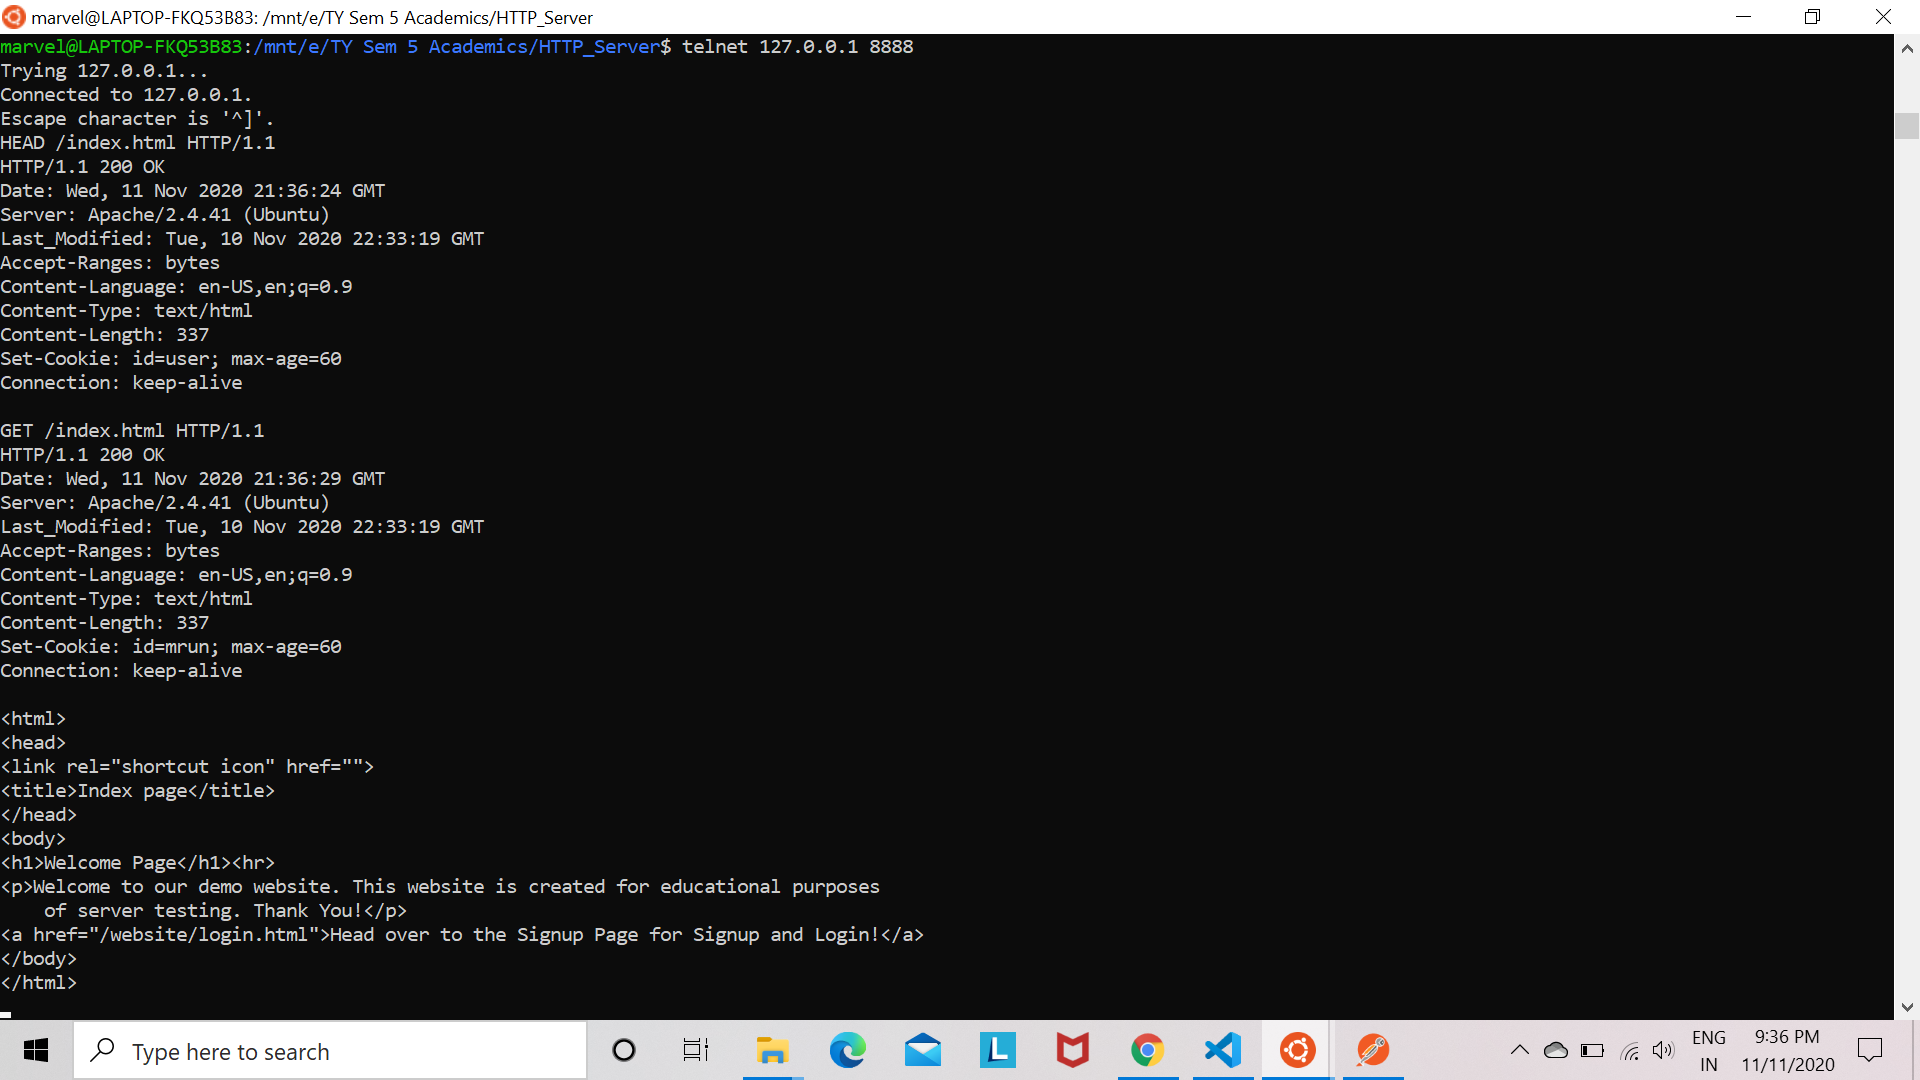 marvel@LAPTOP-FKQ53B83: /mnt/e/TY Sem 5 Academics/HTTP_Server
marvel@LAPTOP-FKQ53B83:/mnt/e/TY Sem 5 Academics/HTTP_Server$ telnet 127.0.0.1 8888
Trying 127.0.0.1...
Connected to 127.0.0.1.
Escape character is '^]'.
HEAD /index.html HTTP/1.1
HTTP/1.1 200 OK
Date: Wed, 11 Nov 2020 21:36:24 GMT
Server: Apache/2.4.41 (Ubuntu)
Last_Modified: Tue, 10 Nov 2020 22:33:19 GMT
Accept-Ranges: bytes
Content-Language: en-US,en;q=0.9
Content-Type: text/html
Content-Length: 337
Set-Cookie: id=user; max-age=60
Connection: keep-alive

GET /index.html HTTP/1.1
HTTP/1.1 200 OK
Date: Wed, 11 Nov 2020 21:36:29 GMT
Server: Apache/2.4.41 (Ubuntu)
Last_Modified: Tue, 10 Nov 2020 22:33:19 GMT
Accept-Ranges: bytes
Content-Language: en-US,en;q=0.9
Content-Type: text/html
Content-Length: 337
Set-Cookie: id=mrun; max-age=60
Connection: keep-alive

<html>
<head>
<link rel="shortcut icon" href="">
<title>Index page</title>
</head>
<body>
<h1>Welcome Page</h1><hr>
<p>Welcome to our demo website. This website is created for educational purposes
    of server testing. Thank You!</p>
<a href="/website/login.html">Head over to the Signup Page for Signup and Login!</a>
</body>
</html>
Type here to search
L
ENG
IN
9:36 PM
11/11/2020